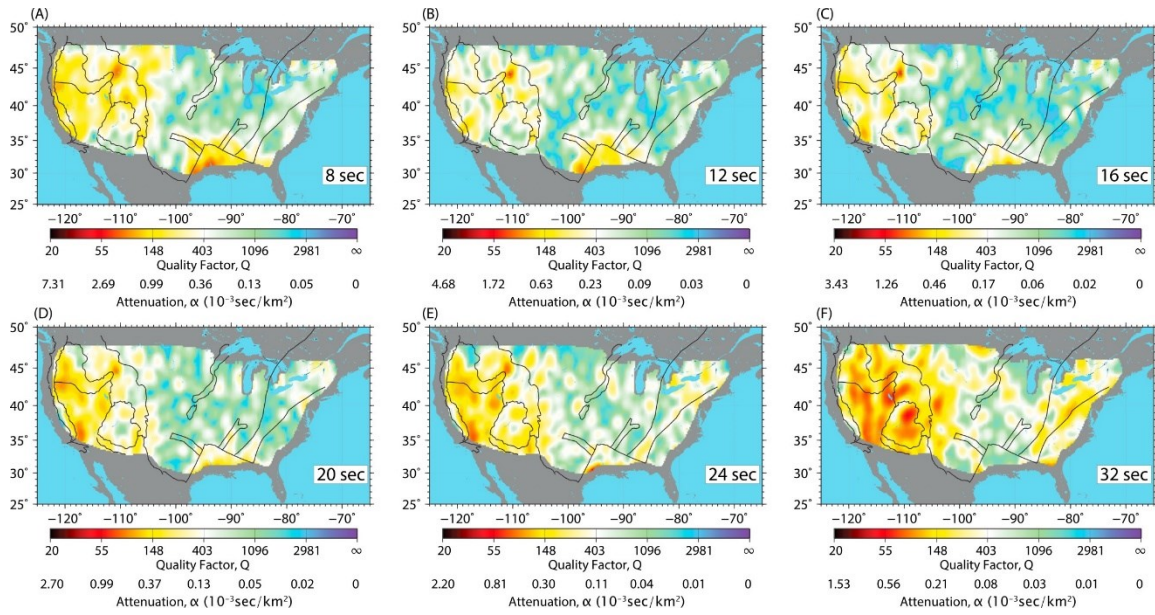 (A) (B) (C)
50° 50° 50°
45° 45° 45°
40° 40° 40°
35° 35° 35°
30° 30° 30°
25° 25° 25°
8 sec 12 sec 16 sec
−120 −110 −100 −90 −80 −70 −120 −110 −100 −90 −80 −70 −120 −110 −100 −90 −80 −70
20 55 148 403 1096 2981 ∞ 20 55 148 403 1096 2981 ∞ 20 55 148 403 1096 2981 ∞
Quality Factor, Q Quality Factor, Q Quality Factor, Q
7.31 2.69 0.99 0.36 0.13 0.05 0 4.68 1.72 0.63 0.23 0.09 0.03 0 3.43 1.26 0.46 0.17 0.06 0.02 0
Attenuation, α (10⁻³sec/km²) Attenuation, α (10⁻³sec/km²) Attenuation, α (10⁻³sec/km²)
(D) (E) (F)
50° 50° 50°
45° 45° 45°
40° 40° 40°
35° 35° 35°
30° 30° 30°
25° 25° 25°
20 sec 24 sec 32 sec
−120 −110 −100 −90 −80 −70 −120 −110 −100 −90 −80 −70 −120 −110 −100 −90 −80 −70
20 55 148 403 1096 2981 ∞ 20 55 148 403 1096 2981 ∞ 20 55 148 403 1096 2981 ∞
Quality Factor, Q Quality Factor, Q Quality Factor, Q
2.70 0.99 0.37 0.13 0.05 0.02 0 2.20 0.81 0.30 0.11 0.04 0.01 0 1.53 0.56 0.21 0.08 0.03 0.01 0
Attenuation, α (10⁻³sec/km²) Attenuation, α (10⁻³sec/km²) Attenuation, α (10⁻³sec/km²)